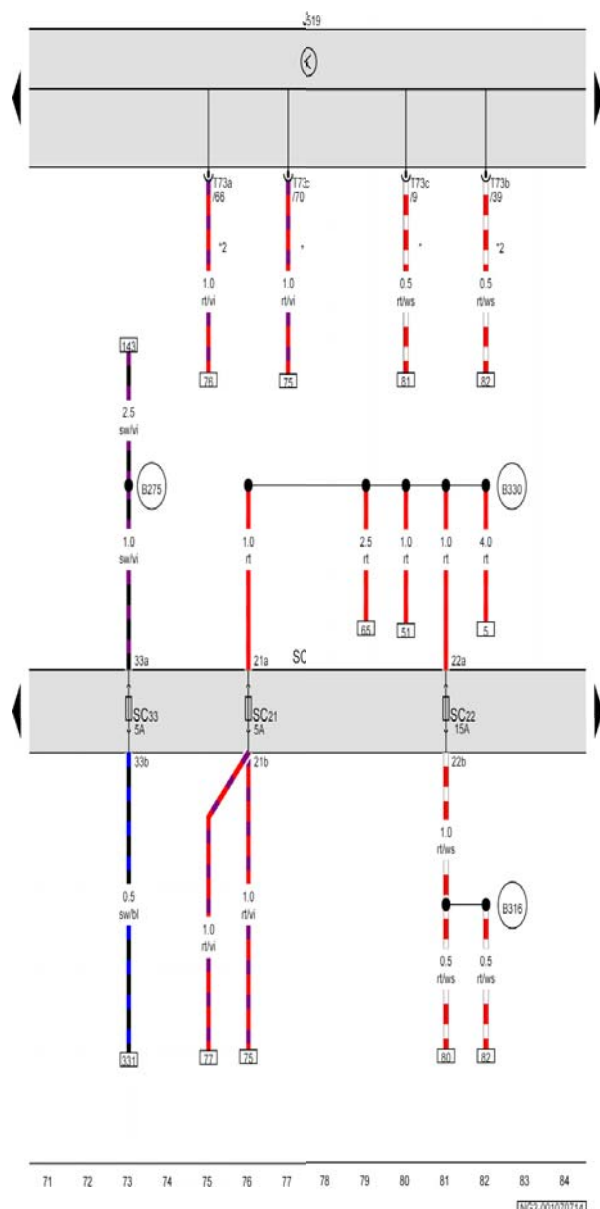 J519
T73a
/66
T73c
/70
T73c
/9
T73b
/39
*2
*
*
*2
1.0
rt/vi
1.0
rt/vi
0.5
rt/ws
0.5
rt/ws
143
76
75
81
82
2.5
sw/vi
B275
B330
1.0
sw/vi
1.0
rt
2.5
rt
1.0
rt
1.0
rt
4.0
rt
65
51
5
33a
21a
SC
22a
SC33
5A
SC21
5A
SC22
15A
33b
21b
22b
1.0
rt/ws
0.5
sw/bl
1.0
rt/vi
1.0
rt/vi
B316
0.5
rt/ws
0.5
rt/ws
331
77
75
80
82
71 72 73 74 75 76 77 78 79 80 81 82 83 84
NG2-001070714